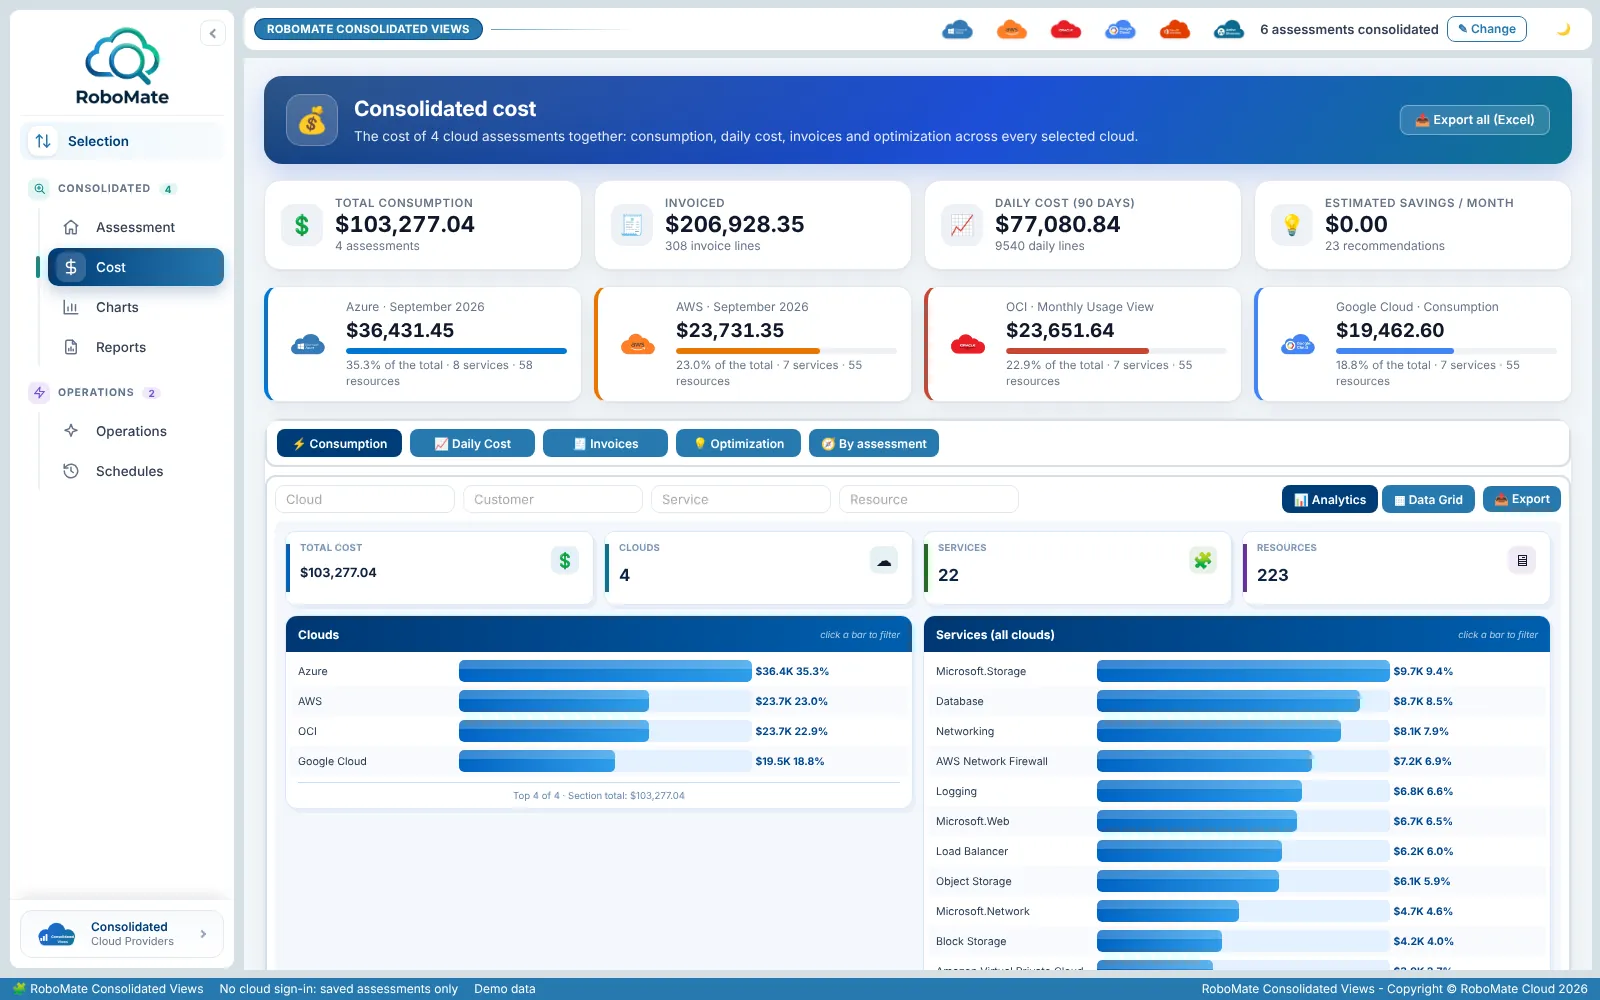 RoboMate
Selection
CONSOLIDATED 4
Assessment
Cost
Charts
Reports
OPERATIONS 2
Operations
Schedules
Consolidated
Cloud Providers
ROBOMATE CONSOLIDATED VIEWS
6 assessments consolidated
✎ Change
Consolidated cost
The cost of 4 cloud assessments together: consumption, daily cost, invoices and optimization across every selected cloud.
Export all (Excel)
TOTAL CONSUMPTION
$103,277.04
4 assessments
INVOICED
$206,928.35
308 invoice lines
DAILY COST (90 DAYS)
$77,080.84
9540 daily lines
ESTIMATED SAVINGS / MONTH
$0.00
23 recommendations
Azure · September 2026
$36,431.45
35.3% of the total · 8 services · 58
resources
AWS · September 2026
$23,731.35
23.0% of the total · 7 services · 55
resources
OCI · Monthly Usage View
$23,651.64
22.9% of the total · 7 services · 55
resources
Google Cloud · Consumption
$19,462.60
18.8% of the total · 7 services · 55
resources
Consumption
Daily Cost
Invoices
Optimization
By assessment
Cloud
Customer
Service
Resource
Analytics
Data Grid
Export
TOTAL COST
$103,277.04
CLOUDS
4
SERVICES
22
RESOURCES
223
Clouds
click a bar to filter
Azure $36.4K 35.3%
AWS $23.7K 23.0%
OCI $23.7K 22.9%
Google Cloud $19.5K 18.8%
Top 4 of 4 · Section total: $103,277.04
Services (all clouds)
click a bar to filter
Microsoft.Storage $9.7K 9.4%
Database $8.7K 8.5%
Networking $8.1K 7.9%
AWS Network Firewall $7.2K 6.9%
Logging $6.8K 6.6%
Microsoft.Web $6.7K 6.5%
Load Balancer $6.2K 6.0%
Object Storage $6.1K 5.9%
Microsoft.Network $4.7K 4.6%
Block Storage $4.2K 4.0%
RoboMate Consolidated Views
No cloud sign-in: saved assessments only
Demo data
RoboMate Consolidated Views - Copyright © RoboMate Cloud 2026